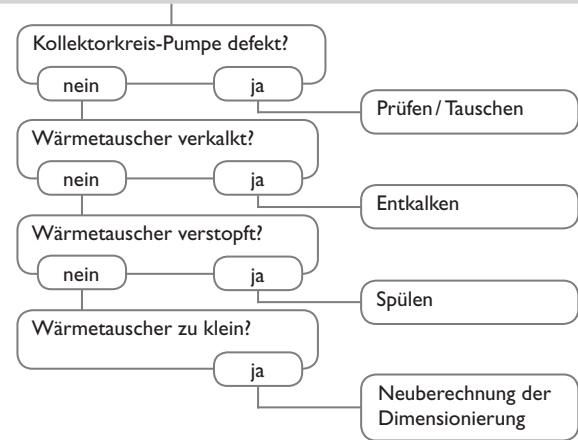 Kollektorkreis-Pumpe defekt?
nein
ja
Prüfen / Tauschen
Wärmetauscher verkalkt?
nein
ja
Entkalken
Wärmetauscher verstopft?
nein
ja
Spülen
Wärmetauscher zu klein?
ja
Neuberechnung der
Dimensionierung